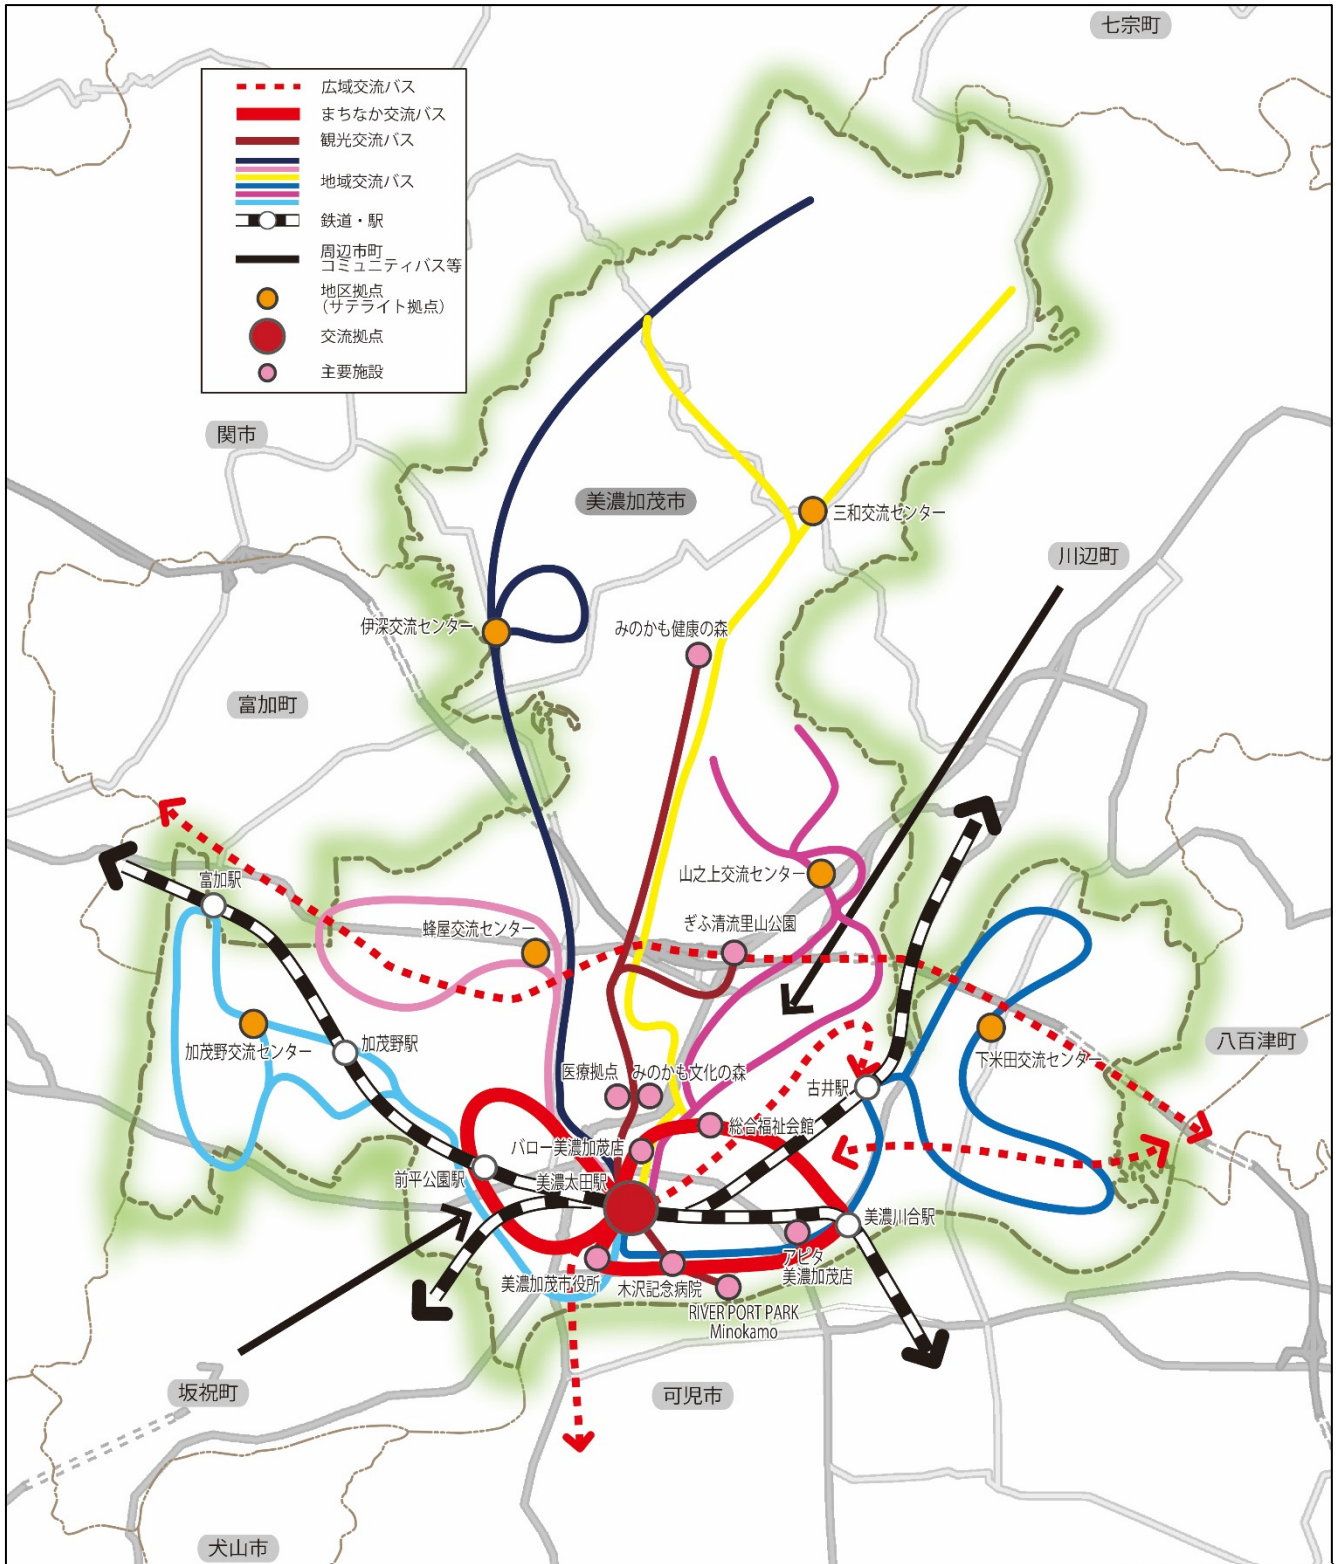 七宗町
広域交流バス
まちなか交流バス
観光交流バス
地域交流バス
鉄道・駅
周辺市町
コミュニティバス等
地区拠点
（サテライト拠点）
交流拠点
主要施設
関市
美濃加茂市
三和交流センター
川辺町
伊深交流センター
みのかも健康の森
富加町
山之上交流センター
富加駅
蜂屋交流センター
ぎふ清流里山公園
加茂野交流センター
加茂野駅
下米田交流センター
八百津町
医療拠点
みのかも文化の森
古井駅
総合福祉会館
バロー美濃加茂店
前平公園駅
美濃太田駅
美濃川合駅
アピタ
美濃加茂店
美濃加茂市役所
木沢記念病院
RIVER PORT PARK
Minokamo
坂祝町
可児市
犬山市